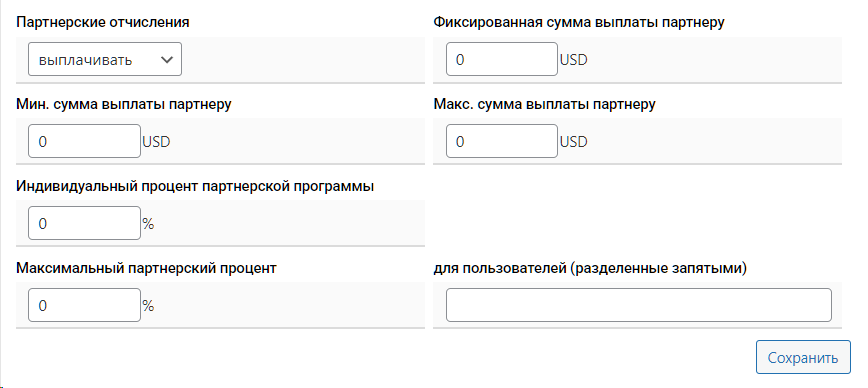 Партнерские отчисления
Фиксированная сумма выплаты партнеру
выплачивать
0 USD
Мин. сумма выплаты партнеру
Макс. сумма выплаты партнеру
0 USD
0 USD
Индивидуальный процент партнерской программы
0 %
Максимальный партнерский процент
для пользователей (разделенные запятыми)
0 %
Сохранить